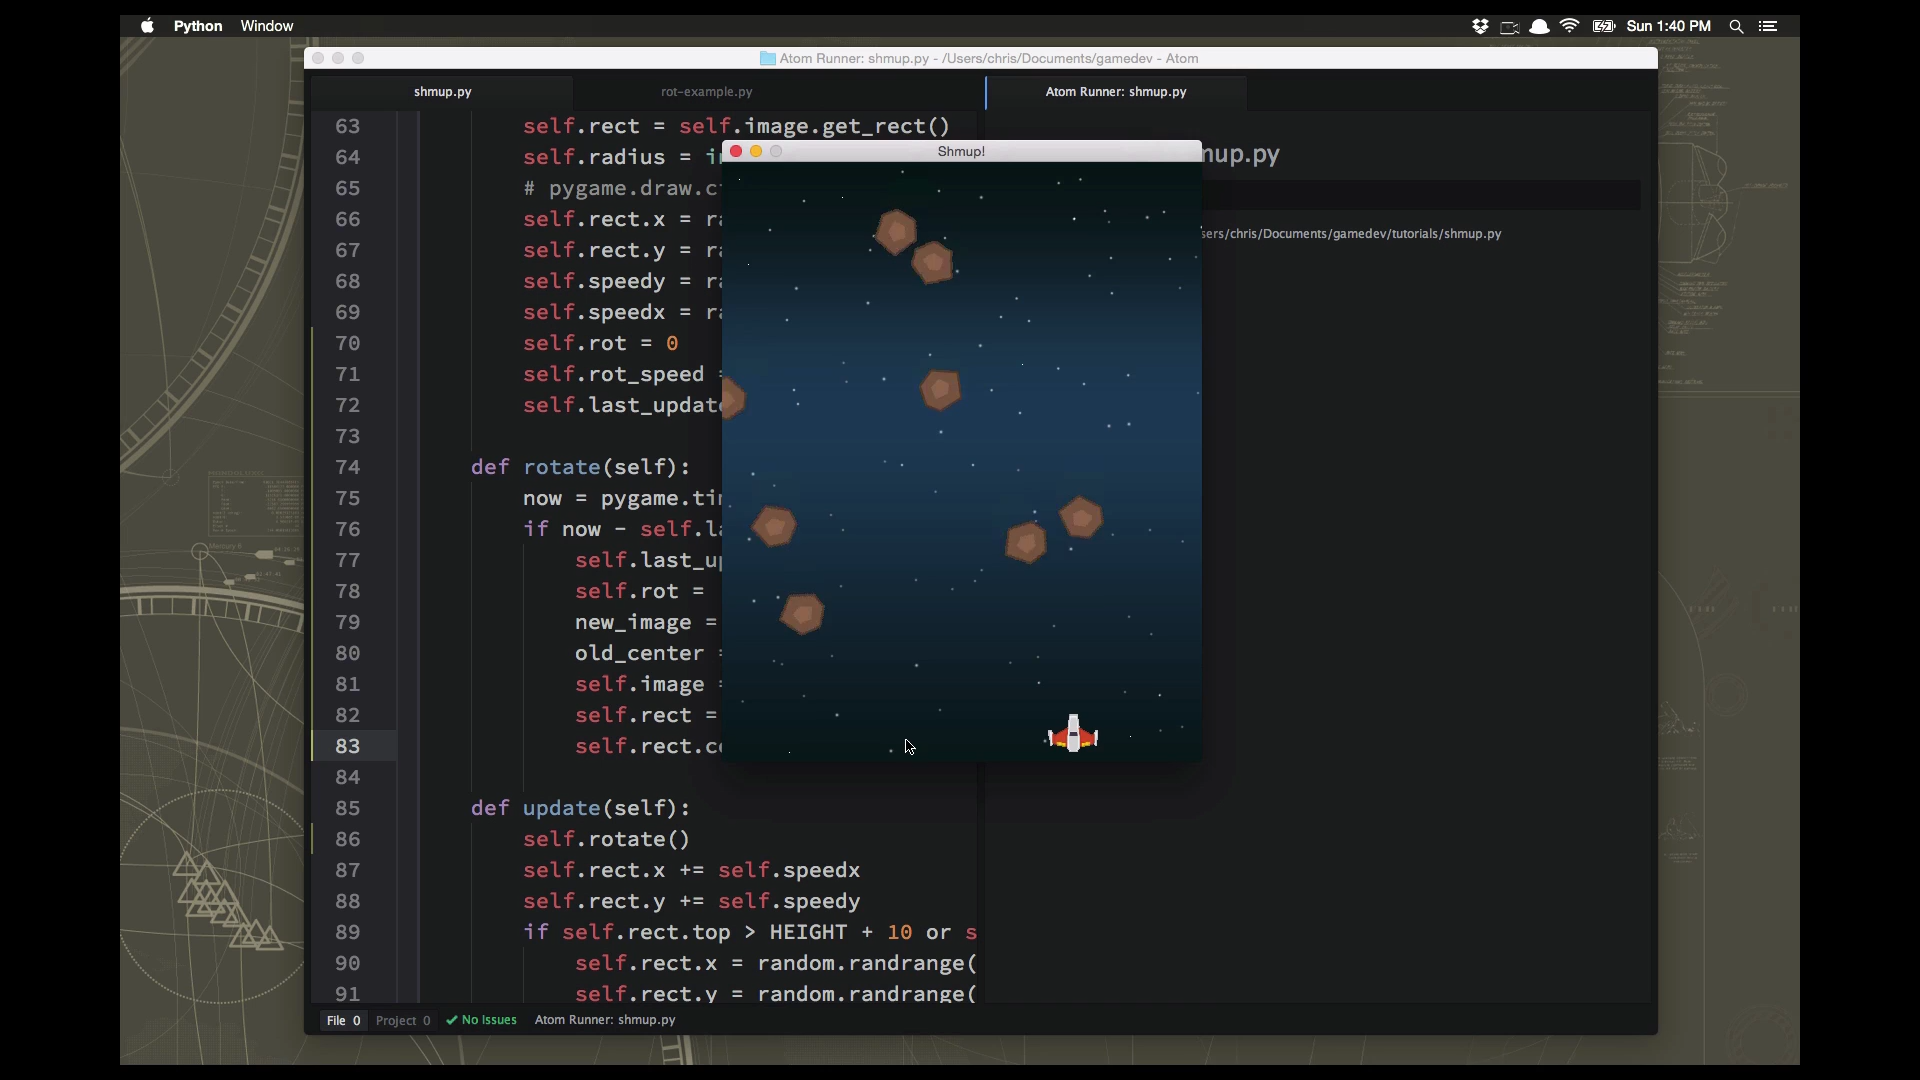 Python Window
Sun 1:40 PM
Atom Runner: shmup.py - /Users/chris/Documents/gamedev - Atom
shmup.py
rot-example.py
Atom Runner: shmup.py
63 self.rect = self.image.get_rect()
64 self.radius =
65 # pygame.draw.
66 self.rect.x =
67 self.rect.y =
68 self.speedy =
69 self.speedx =
70 self.rot = 0
71 self.rot_speed
72 self.last_update
73
74 def rotate(self):
75 now = pygame.
76 if now - self.
77 self.
78 self.rot =
79 new_image =
80 old_center
81 self.image
82 self.rect =
83 self.rect.
84
85 def update(self):
86 self.rotate()
87 self.rect.x += self.speedx
88 self.rect.y += self.speedy
89 if self.rect.top > HEIGHT + 10 or s
90 self.rect.x = random.randrange(
91 self.rect.y = random.randrange(
Shmup!
mup.py
sers/chris/Documents/gamedev/tutorials/shmup.py
File 0 Project 0 No Issues Atom Runner: shmup.py